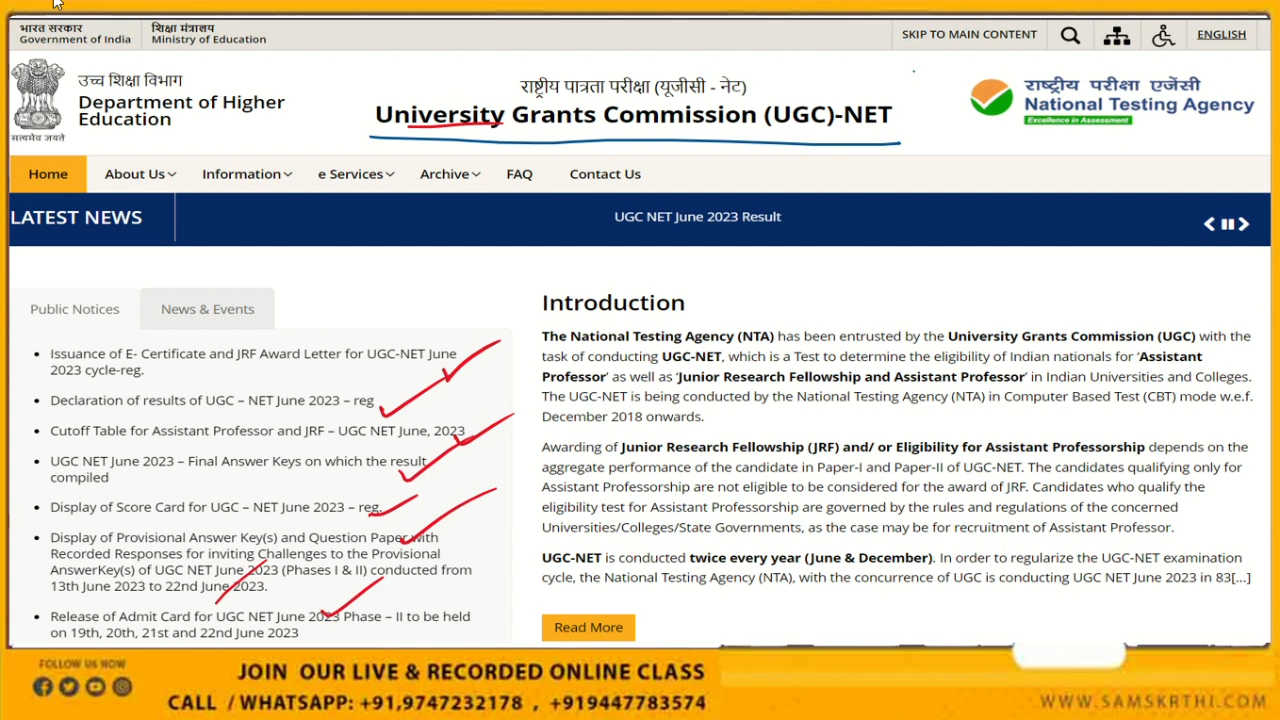 भारत सरकार
Government of India
शिक्षा मंत्रालय
Ministry of Education
SKIP TO MAIN CONTENT
ENGLISH
सत्यमेव जयते
उच्च शिक्षा विभाग
Department of Higher
Education
राष्ट्रीय पात्रता परीक्षा (यूजीसी - नेट)
University Grants Commission (UGC)-NET
राष्ट्रीय परीक्षा एजेंसी
National Testing Agency
Excellence in Assessment
Home
About Us
Information
e Services
Archive
FAQ
Contact Us
LATEST NEWS
UGC NET June 2023 Result
Public Notices
News & Events
Issuance of E- Certificate and JRF Award Letter for UGC-NET June
2023 cycle-reg.
Declaration of results of UGC – NET June 2023 – reg
Cutoff Table for Assistant Professor and JRF – UGC NET June, 2023
UGC NET June 2023 – Final Answer Keys on which the result
compiled
Display of Score Card for UGC – NET June 2023 – reg.
Display of Provisional Answer Key(s) and Question Paper with
Recorded Responses for inviting Challenges to the Provisional
AnswerKey(s) of UGC NET June 2023 (Phases I & II) conducted from
13th June 2023 to 22nd June 2023.
Release of Admit Card for UGC NET June 2023 Phase – II to be held
on 19th, 20th, 21st and 22nd June 2023
Introduction
The National Testing Agency (NTA) has been entrusted by the University Grants Commission (UGC) with the
task of conducting UGC-NET, which is a Test to determine the eligibility of Indian nationals for ‘Assistant
Professor’ as well as ‘Junior Research Fellowship and Assistant Professor’ in Indian Universities and Colleges.
The UGC-NET is being conducted by the National Testing Agency (NTA) in Computer Based Test (CBT) mode w.e.f.
December 2018 onwards.
Awarding of Junior Research Fellowship (JRF) and/ or Eligibility for Assistant Professorship depends on the
aggregate performance of the candidate in Paper-I and Paper-II of UGC-NET. The candidates qualifying only for
Assistant Professorship are not eligible to be considered for the award of JRF. Candidates who qualify the
eligibility test for Assistant Professorship are governed by the rules and regulations of the concerned
Universities/Colleges/State Governments, as the case may be for recruitment of Assistant Professor.
UGC-NET is conducted twice every year (June & December). In order to regularize the UGC-NET examination
cycle, the National Testing Agency (NTA), with the concurrence of UGC is conducting UGC NET June 2023 in 83[...]
Read More
FOLLOW US NOW
JOIN OUR LIVE & RECORDED ONLINE CLASS
CALL / WHATSAPP: +91,9747232178 , +919447783574
WWW.SAMSKRTHI.COM